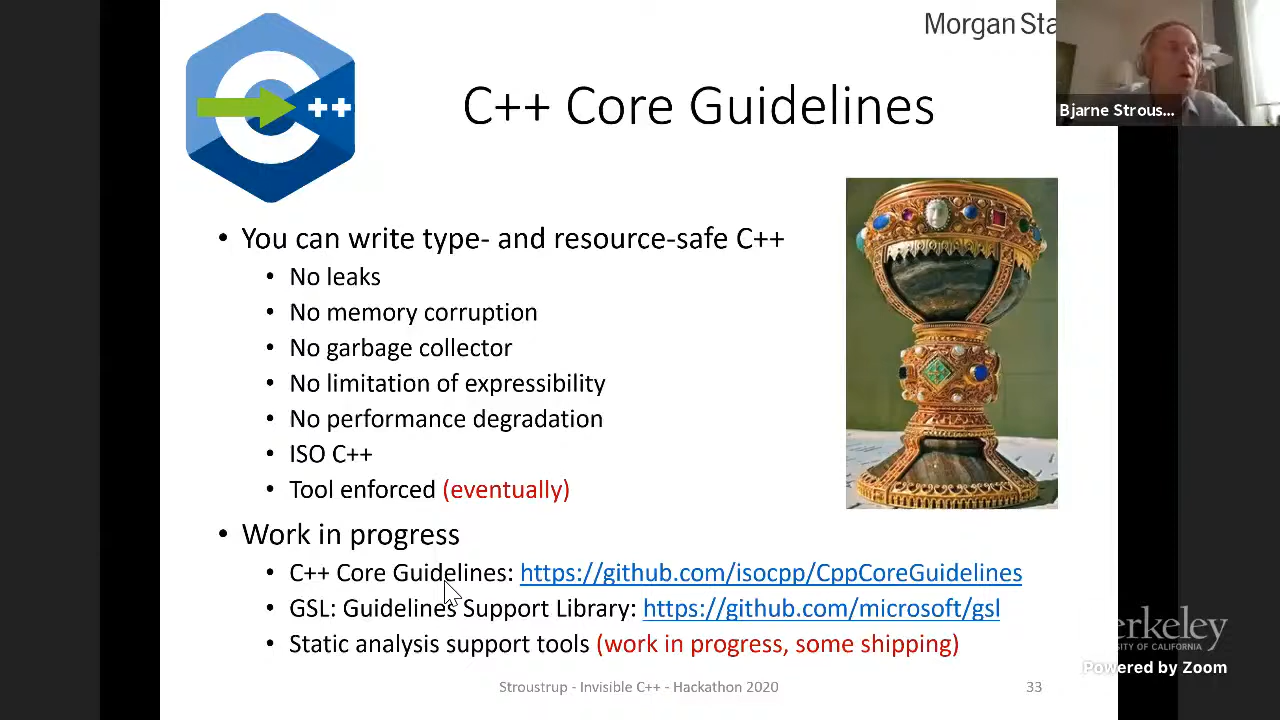 Morgan Sta
++
C++ Core Guidelines
Bjarne Strous...
• You can write type- and resource-safe C++
• No leaks
• No memory corruption
• No garbage collector
• No limitation of expressibility
• No performance degradation
• ISO C++
• Tool enforced (eventually)
• Work in progress
• C++ Core Guidelines: https://github.com/isocpp/CppCoreGuidelines
• GSL: Guidelines Support Library: https://github.com/microsoft/gsl
• Static analysis support tools (work in progress, some shipping)
erkeley
SITY OF CALIFORNIA
Powered by Zoom
Stroustrup - Invisible C++ - Hackathon 2020
33